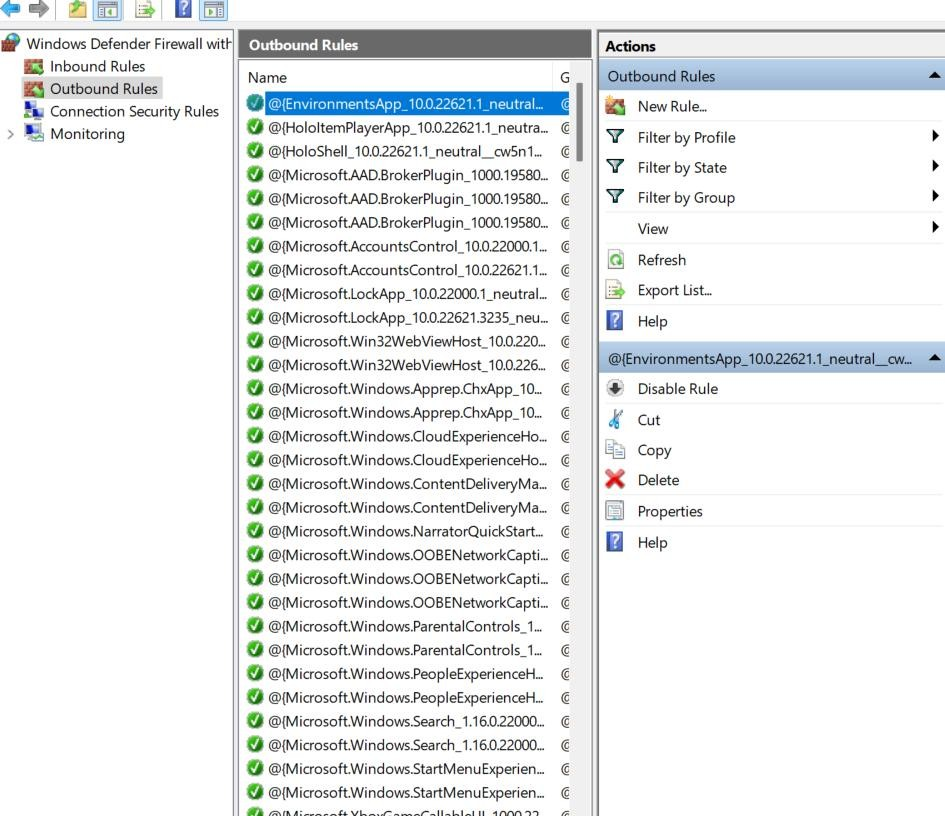 Windows Defender Firewall with
Inbound Rules
Outbound Rules
Connection Security Rules
Monitoring
Outbound Rules
Name
G
@{EnvironmentsApp_10.0.22621.1_neutral...
@{HoloItemPlayerApp_10.0.22621.1_neutra...
@{HoloShell_10.0.22621.1_neutral__cw5n1...
@{Microsoft.AAD.BrokerPlugin_1000.19580...
@{Microsoft.AAD.BrokerPlugin_1000.19580...
@{Microsoft.AAD.BrokerPlugin_1000.19580...
@{Microsoft.AccountsControl_10.0.22000.1...
@{Microsoft.AccountsControl_10.0.22621.1...
@{Microsoft.LockApp_10.0.22000.1_neutral...
@{Microsoft.LockApp_10.0.22621.3235_neu...
@{Microsoft.Win32WebViewHost_10.0.220...
@{Microsoft.Win32WebViewHost_10.0.226...
@{Microsoft.Windows.Apprep.ChxApp_10...
@{Microsoft.Windows.Apprep.ChxApp_10...
@{Microsoft.Windows.CloudExperienceHo...
@{Microsoft.Windows.CloudExperienceHo...
@{Microsoft.Windows.ContentDeliveryMa...
@{Microsoft.Windows.ContentDeliveryMa...
@{Microsoft.Windows.NarratorQuickStart...
@{Microsoft.Windows.OOBENetworkCapti...
@{Microsoft.Windows.OOBENetworkCapti...
@{Microsoft.Windows.OOBENetworkCapti...
@{Microsoft.Windows.ParentalControls_1...
@{Microsoft.Windows.ParentalControls_1...
@{Microsoft.Windows.PeopleExperienceH...
@{Microsoft.Windows.PeopleExperienceH...
@{Microsoft.Windows.Search_1.16.0.22000...
@{Microsoft.Windows.Search_1.16.0.22000...
@{Microsoft.Windows.StartMenuExperien...
@{Microsoft.Windows.StartMenuExperien...
@{Microsoft.XboxGameCallableUI_1000.22...
Actions
Outbound Rules
New Rule...
Filter by Profile
Filter by State
Filter by Group
View
Refresh
Export List...
Help
@{EnvironmentsApp_10.0.22621.1_neutral__cw...
Disable Rule
Cut
Copy
Delete
Properties
Help